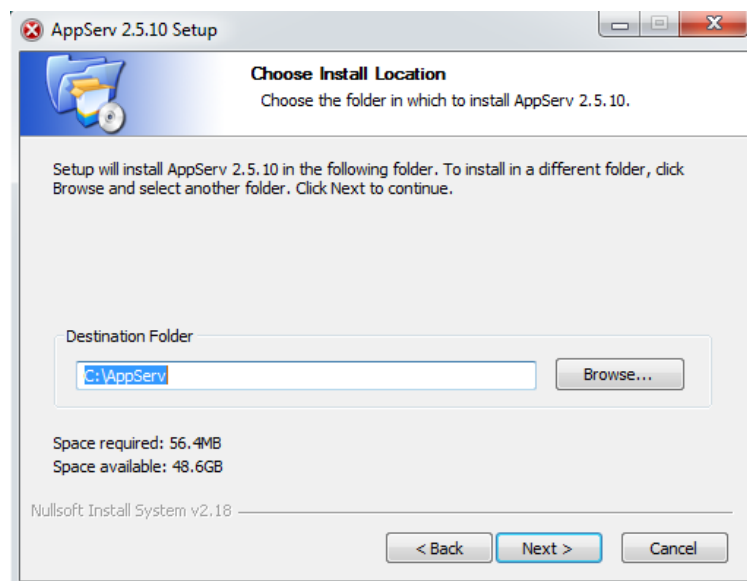 AppServ 2.5.10 Setup
Choose Install Location
Choose the folder in which to install AppServ 2.5.10.
Setup will install AppServ 2.5.10 in the following folder. To install in a different folder, click
Browse and select another folder. Click Next to continue.
Destination Folder
C:\AppServ
Browse...
Space required: 56.4MB
Space available: 48.6GB
Nullsoft Install System v2.18
< Back
Next >
Cancel